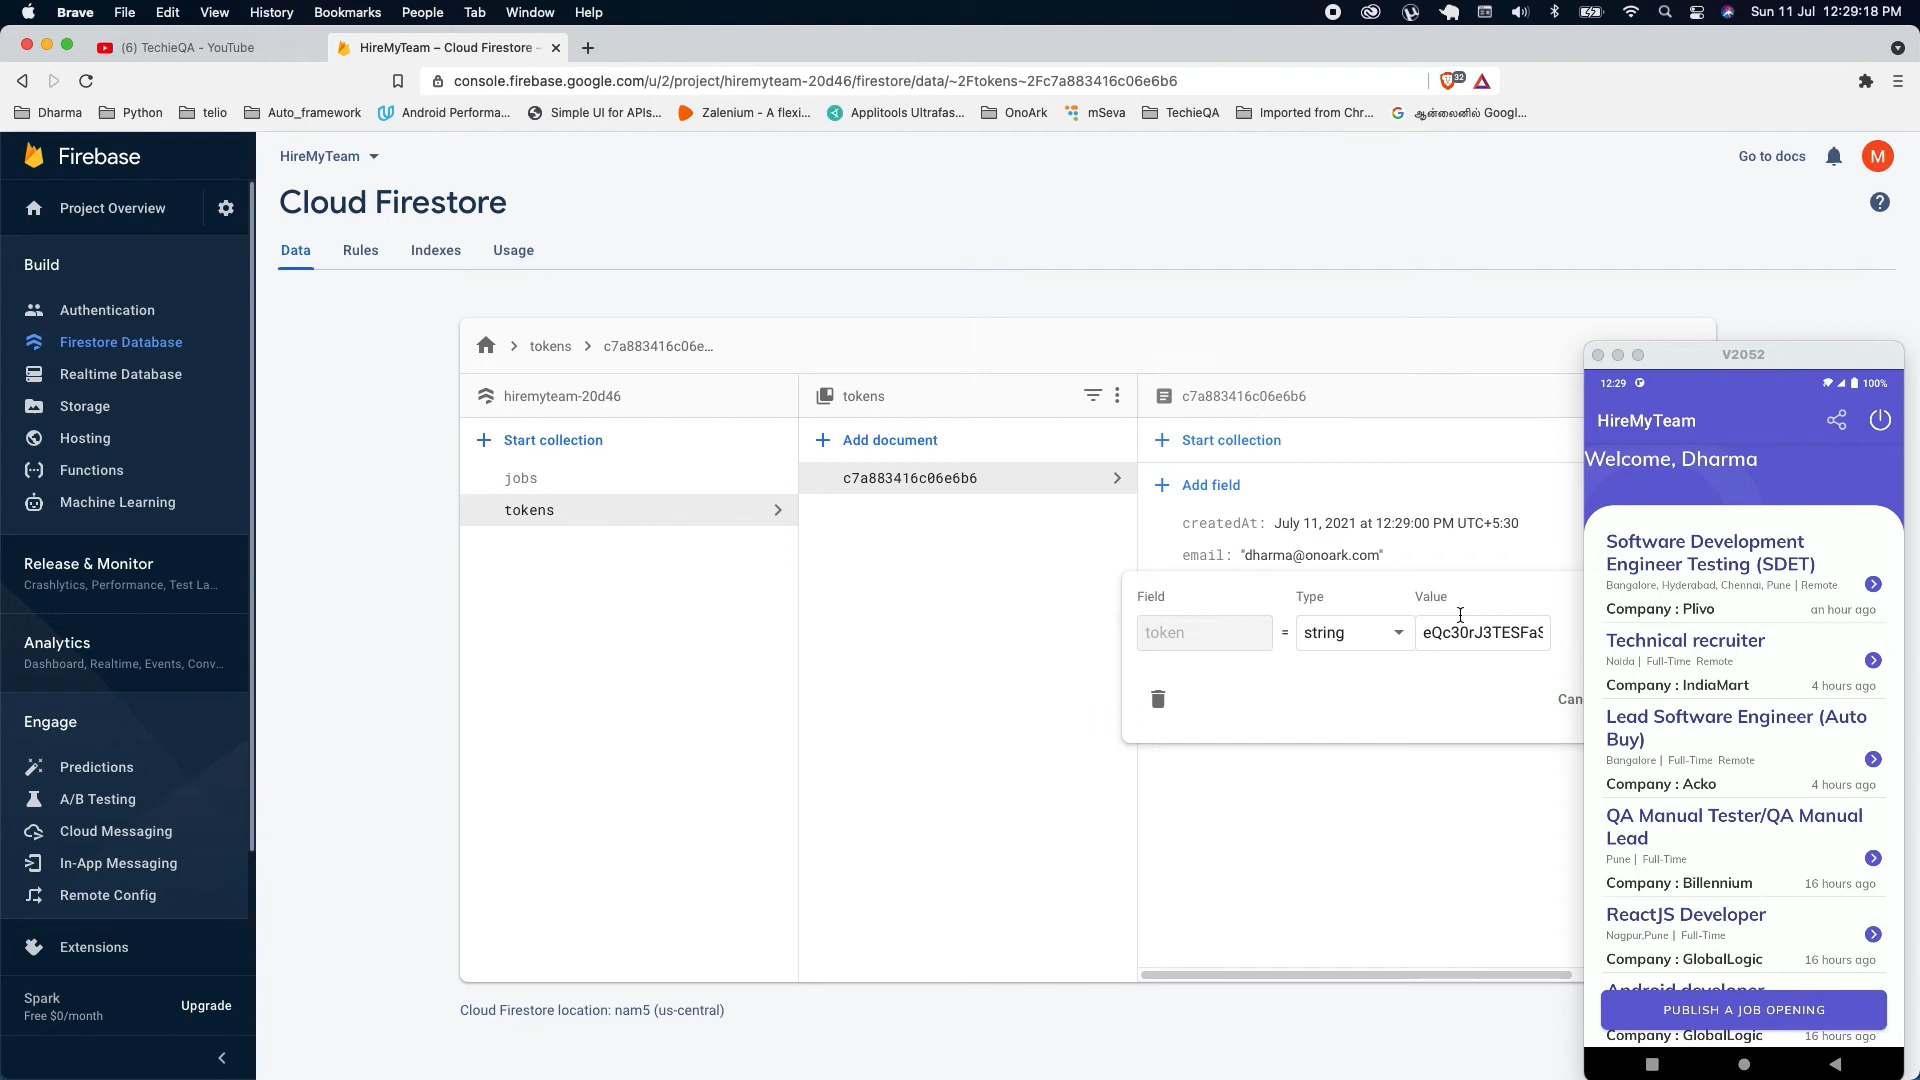 Brave File Edit View History Bookmarks People Tab Window Help
Sun 11 Jul 12:29:18 PM
(6) TechieQA - YouTube
HireMyTeam – Cloud Firestore -
console.firebase.google.com/u/2/project/hiremyteam-20d46/firestore/data/~2Ftokens~2Fc7a883416c06e6b6
32
Dharma Python telio Auto_framework Android Performa... Simple UI for APIs... Zalenium - A flexi... Applitools Ultrafas... OnoArk mSeva TechieQA Imported from Chr... ஆன்லைனில் Googl...
Firebase
Project Overview
Build
Authentication
Firestore Database
Realtime Database
Storage
Hosting
Functions
Machine Learning
Release & Monitor
Crashlytics, Performance, Test La...
Analytics
Dashboard, Realtime, Events, Conv...
Engage
Predictions
A/B Testing
Cloud Messaging
In-App Messaging
Remote Config
Extensions
Spark
Free $0/month
Upgrade
HireMyTeam
Go to docs
M
Cloud Firestore
?
Data Rules Indexes Usage
tokens c7a883416c06e...
hiremyteam-20d46
Start collection
jobs
tokens
tokens
Add document
c7a883416c06e6b6
c7a883416c06e6b6
Start collection
Add field
createdAt: July 11, 2021 at 12:29:00 PM UTC+5:30
email: "dharma@onoark.com"
Field Type Value
token = string eQc30rJ3TESFaS
Can
Cloud Firestore location: nam5 (us-central)
V2052
12:29
100%
HireMyTeam
Welcome, Dharma
Software Development
Engineer Testing (SDET)
Bangalore, Hyderabad, Chennai, Pune | Remote
Company : Plivo an hour ago
Technical recruiter
Noida | Full-Time Remote
Company : IndiaMart 4 hours ago
Lead Software Engineer (Auto
Buy)
Bangalore | Full-Time Remote
Company : Acko 4 hours ago
QA Manual Tester/QA Manual
Lead
Pune | Full-Time
Company : Billennium 16 hours ago
ReactJS Developer
Nagpur,Pune | Full-Time
Company : GlobalLogic 16 hours ago
Android developer
PUBLISH A JOB OPENING
Company : GlobalLogic 16 hours ago